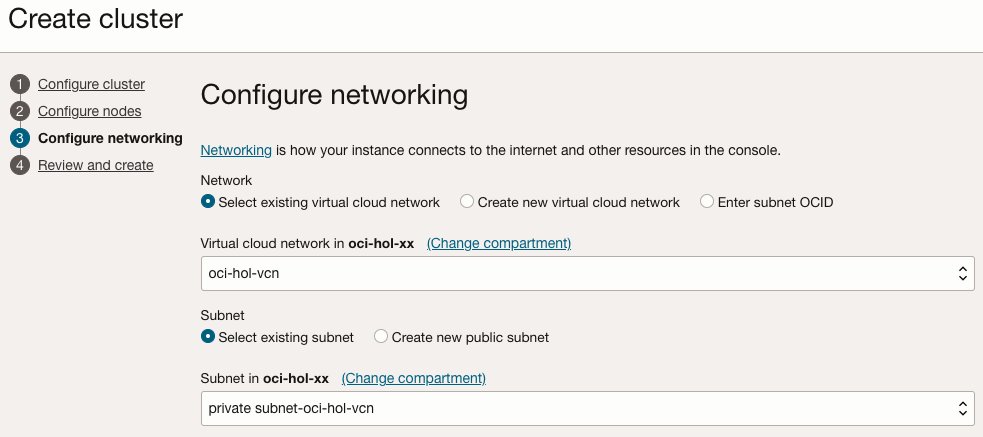 Create cluster
1 Configure cluster
2 Configure nodes
3 Configure networking
4 Review and create
Configure networking
Networking is how your instance connects to the internet and other resources in the console.
Network
Select existing virtual cloud network Create new virtual cloud network Enter subnet OCID
Virtual cloud network in oci-hol-xx (Change compartment)
oci-hol-vcn
Subnet
Select existing subnet Create new public subnet
Subnet in oci-hol-xx (Change compartment)
private subnet-oci-hol-vcn